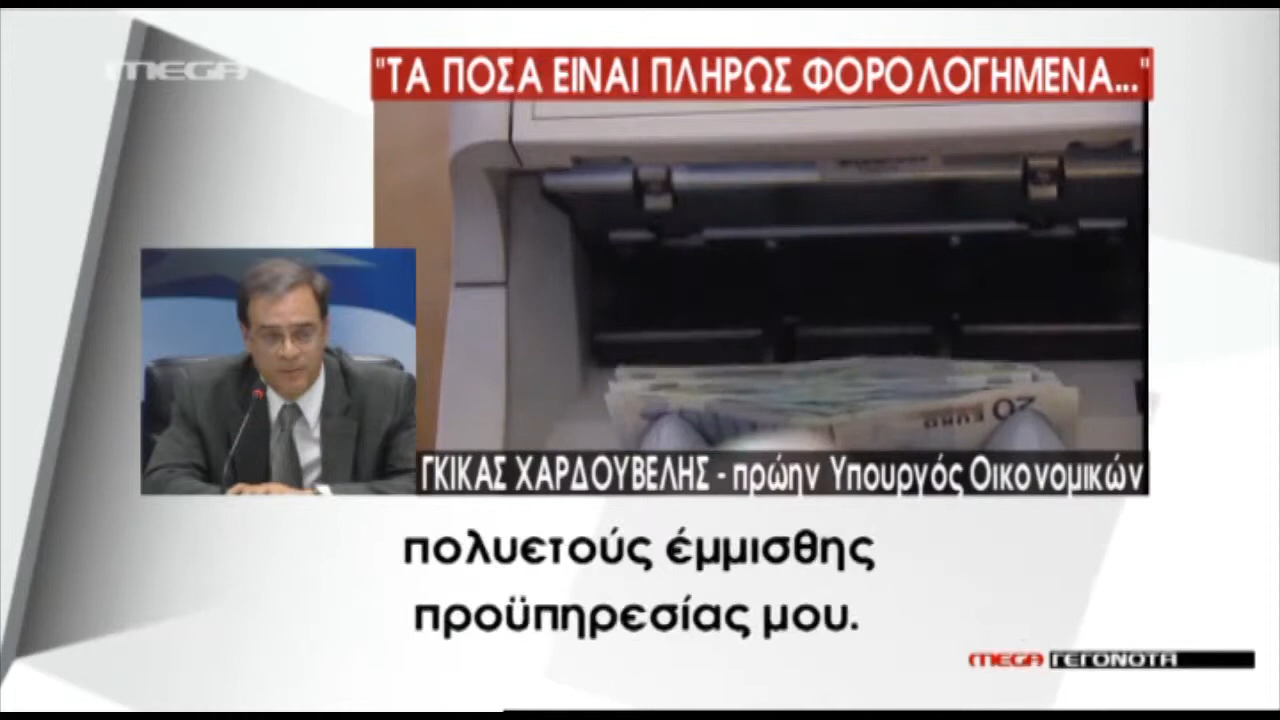 MEGA
"ΤΑ ΠΟΣΑ ΕΙΝΑΙ ΠΛΗΡΩΣ ΦΟΡΟΛΟΓΗΜΕΝΑ..."
20 EURO
ΓΚΙΚΑΣ ΧΑΡΔΟΥΒΕΛΗΣ - πρώην Υπουργός Οικονομικών
πολυετούς έμμισθης
προϋπηρεσίας μου.
MEGA ΓΕΓΟΝΟΤΑ